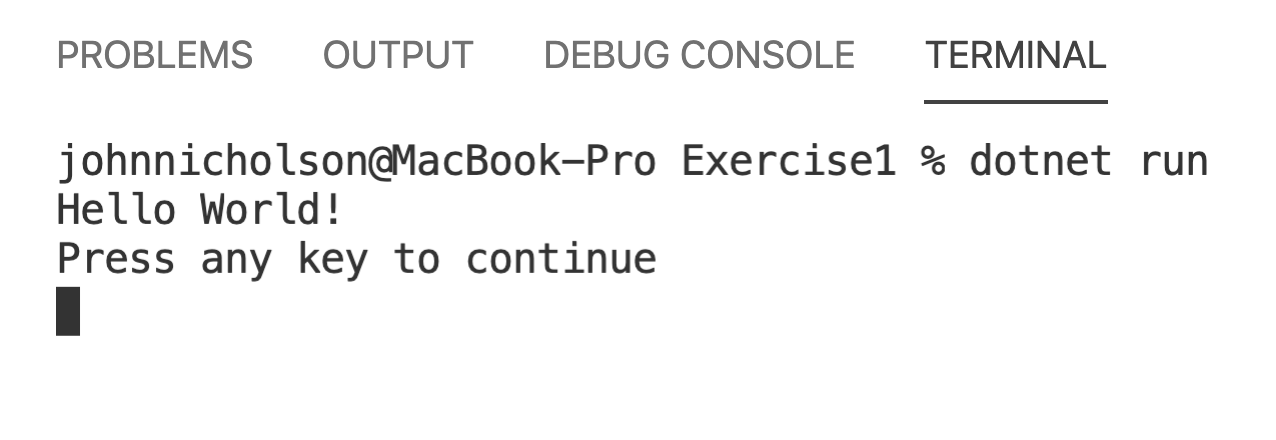 PROBLEMS OUTPUT DEBUG CONSOLE TERMINAL
johnnicholson@MacBook-Pro Exercise1 % dotnet run
Hello World!
Press any key to continue